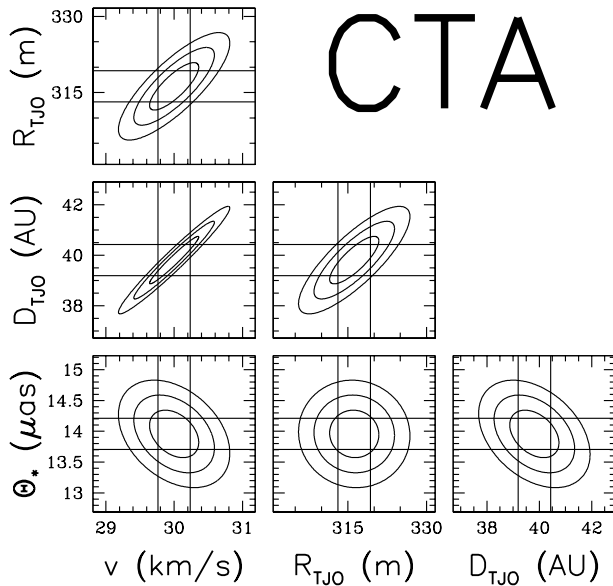 CTA
330
315
R_TJO (m)
42
40
38
D_TJO (AU)
15
14.5
14
13.5
13
Θ_* (μas)
29 30 31
315 330
38 40 42
v (km/s) R_TJO (m) D_TJO (AU)